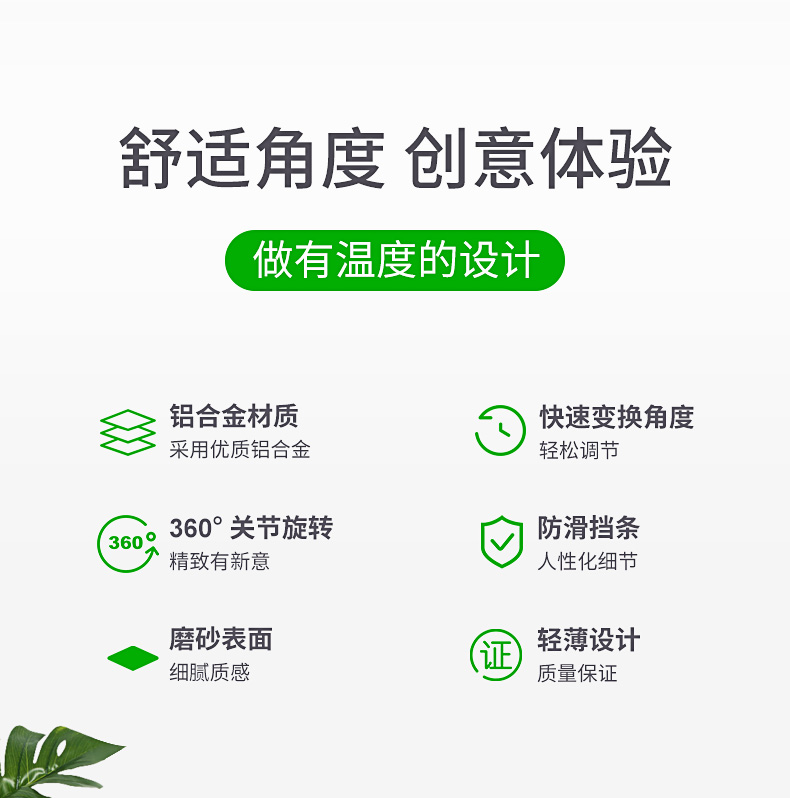 舒适角度 创意体验
做有温度的设计
铝合金材质
采用优质铝合金
快速变换角度
轻松调节
360°
360° 关节旋转
精致有新意
防滑挡条
人性化细节
磨砂表面
细腻质感
证
轻薄设计
质量保证